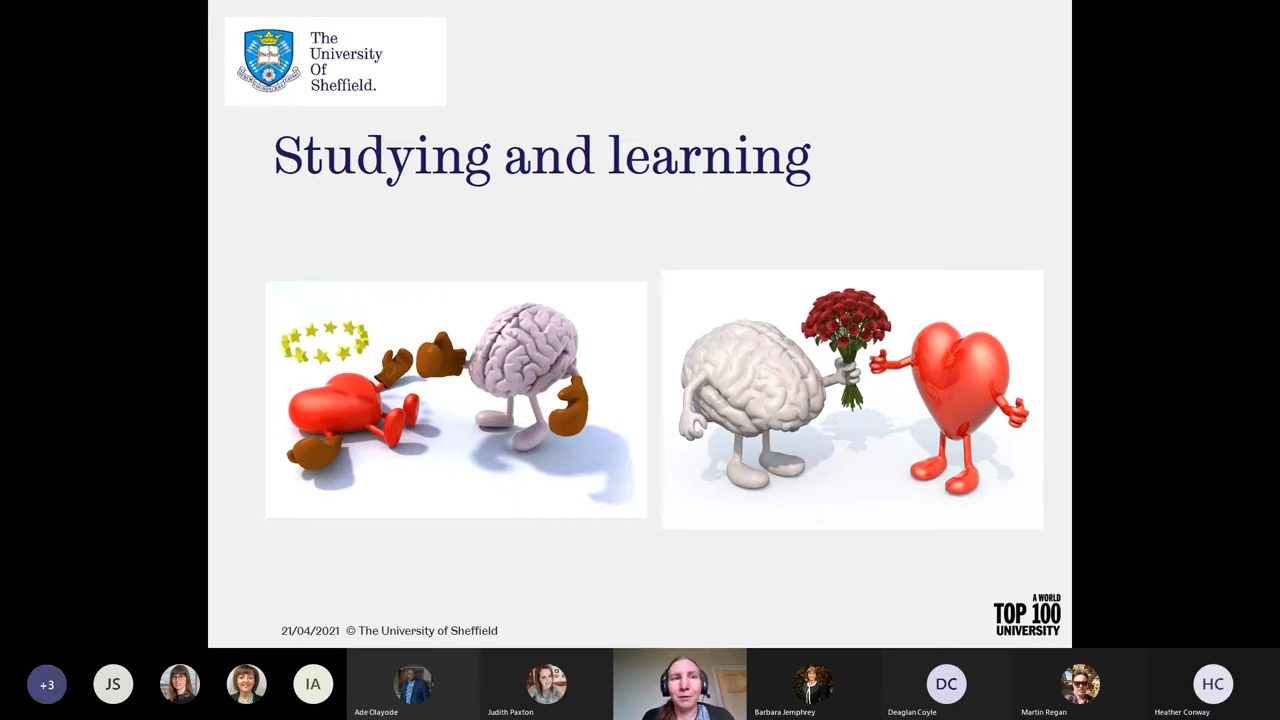 The
University
Of
Sheffield.
Studying and learning
21/04/2021 © The University of Sheffield
A WORLD
TOP 100
UNIVERSITY
+3
JS
IA
Ade Olayode
Judith Paxton
Barbara Jemphrey
DC
Deaglan Coyle
Martin Regan
HC
Heather Conway